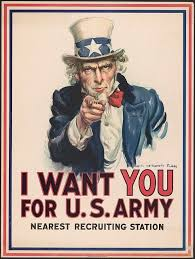 I WANT YOU
FOR U.S. ARMY
NEAREST RECRUITING STATION